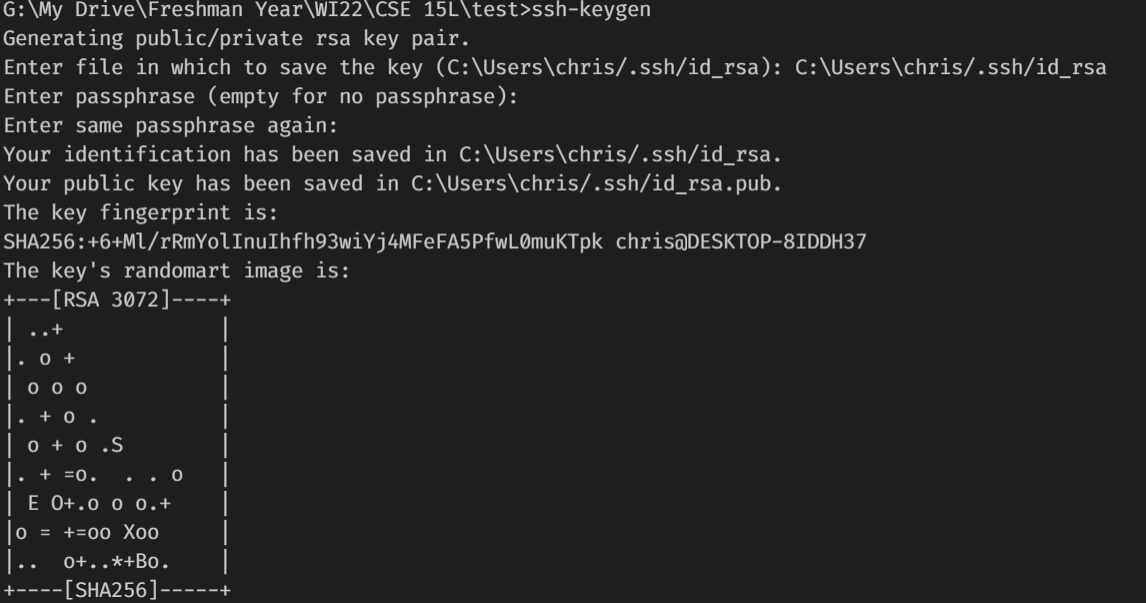 G:\My Drive\Freshman Year\WI22\CSE 15L\test>ssh-keygen
Generating public/private rsa key pair.
Enter file in which to save the key (C:\Users\chris/.ssh/id_rsa): C:\Users\chris/.ssh/id_rsa
Enter passphrase (empty for no passphrase):
Enter same passphrase again:
Your identification has been saved in C:\Users\chris/.ssh/id_rsa.
Your public key has been saved in C:\Users\chris/.ssh/id_rsa.pub.
The key fingerprint is:
SHA256:+6+Ml/rRmYolInuIhfh93wiYj4MFeFA5PfwL0muKTpk chris@DESKTOP-8IDDH37
The key's randomart image is:
+---[RSA 3072]----+
| ..+             |
|. o +            |
| o o o           |
|. + o .          |
| o + o .S        |
|. + =o.  . . o   |
| E O+.o o o.+    |
|o = +=oo Xoo     |
|..  o+..*+Bo.    |
+----[SHA256]-----+